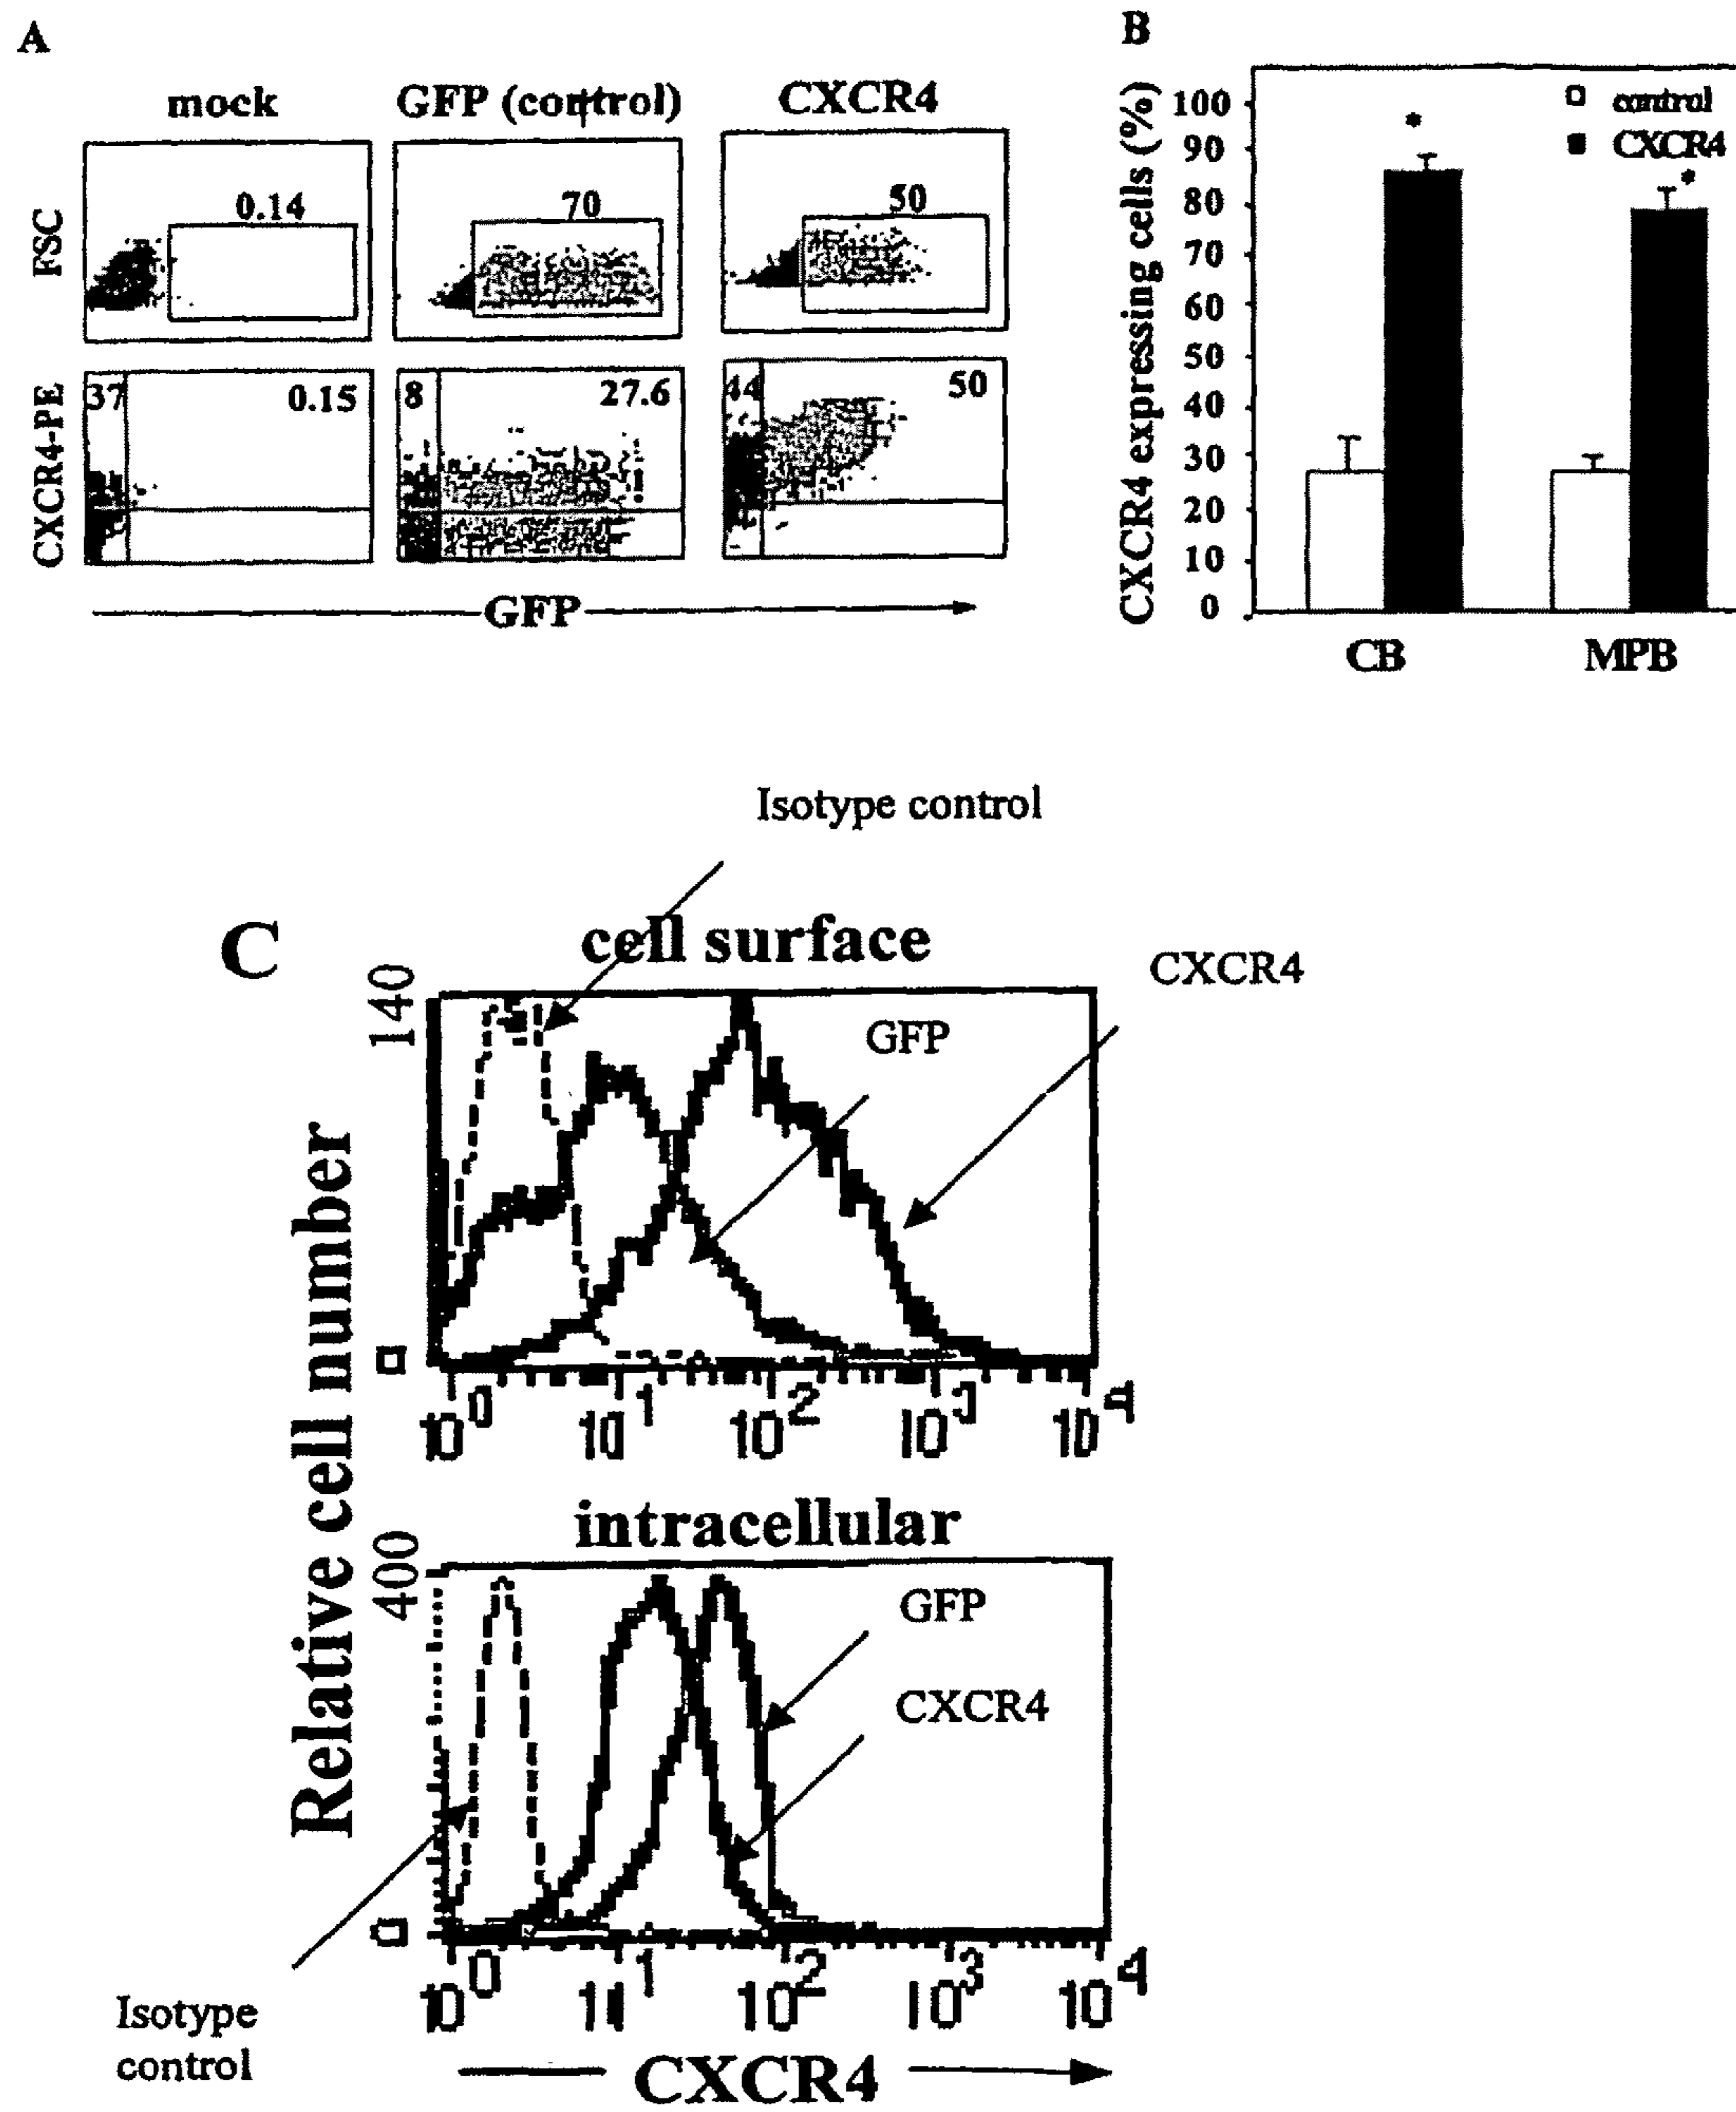 A
mock GFP (control) CXCR4
FSC
0.14 70 50
CXCR4-PE
37 0.15 8 27.6 44 50
GFP
B
CXCR4 expressing cells (%)
100
90
80
70
60
50
40
30
20
10
0
* *
control
CXCR4
CB MPB
C
Isotype control
cell surface
CXCR4
GFP
140
0
10^0 10^1 10^2 10^3 10^4
Relative cell number
intracellular
400
GFP
CXCR4
0
10^0 10^1 10^2 10^3 10^4
Isotype
control
CXCR4